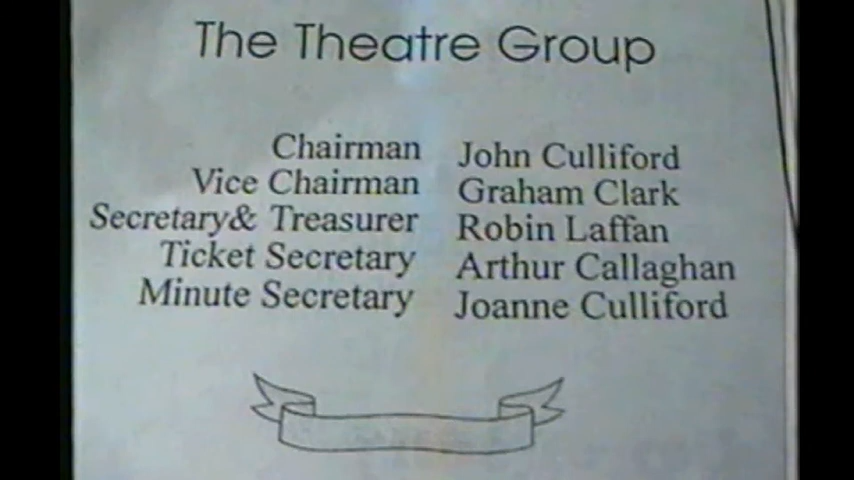 The Theatre Group
Chairman John Culliford
Vice Chairman Graham Clark
Secretary& Treasurer Robin Laffan
Ticket Secretary Arthur Callaghan
Minute Secretary Joanne Culliford